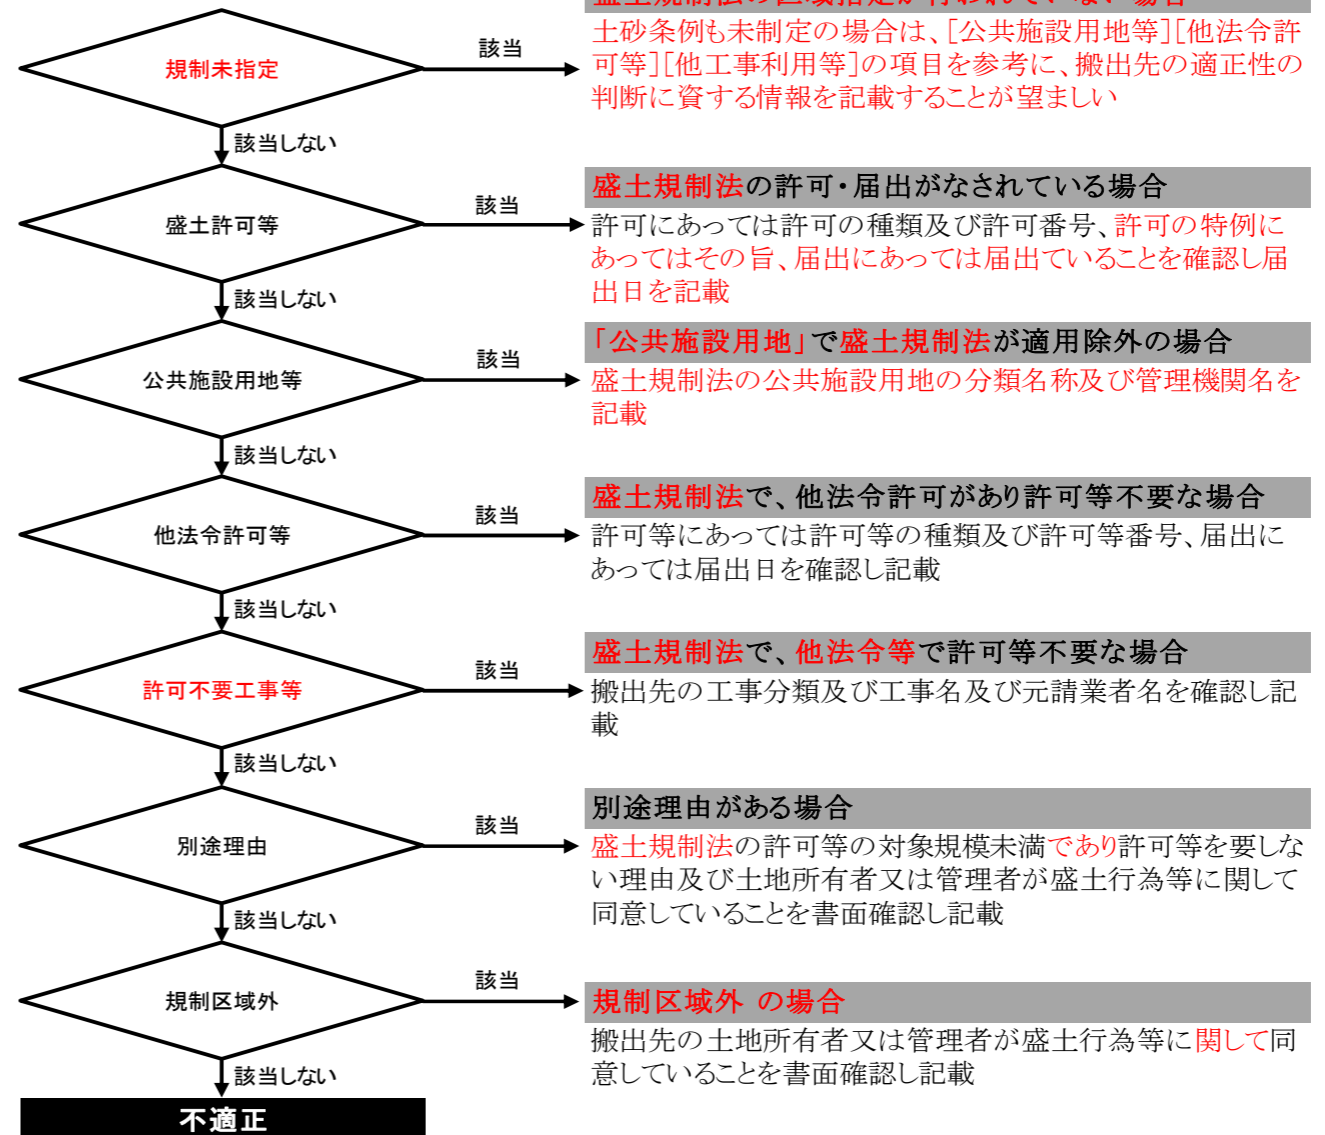 盛土規制法の区域指定が行われていない場合
規制未指定
該当
土砂条例も未制定の場合は、[公共施設用地等][他法令許
可等][他工事利用等]の項目を参考に、搬出先の適正性の
判断に資する情報を記載することが望ましい
該当しない
盛土許可等
該当
盛土規制法の許可・届出がなされている場合
許可にあっては許可の種類及び許可番号、許可の特例に
あってはその旨、届出にあっては届出ていることを確認し届
出日を記載
該当しない
公共施設用地等
該当
「公共施設用地」で盛土規制法が適用除外の場合
盛土規制法の公共施設用地の分類名称及び管理機関名を
記載
該当しない
他法令許可等
該当
盛土規制法で、他法令許可があり許可等不要な場合
許可等にあっては許可等の種類及び許可等番号、届出に
あっては届出日を確認し記載
該当しない
許可不要工事等
該当
盛土規制法で、他法令等で許可等不要な場合
搬出先の工事分類及び工事名及び元請業者名を確認し記
載
該当しない
別途理由
該当
別途理由がある場合
盛土規制法の許可等の対象規模未満であり許可等を要しな
い理由及び土地所有者又は管理者が盛土行為等に関して
同意していることを書面確認し記載
該当しない
規制区域外
該当
規制区域外 の場合
搬出先の土地所有者又は管理者が盛土行為等に関して同
意していることを書面確認し記載
該当しない
不適正